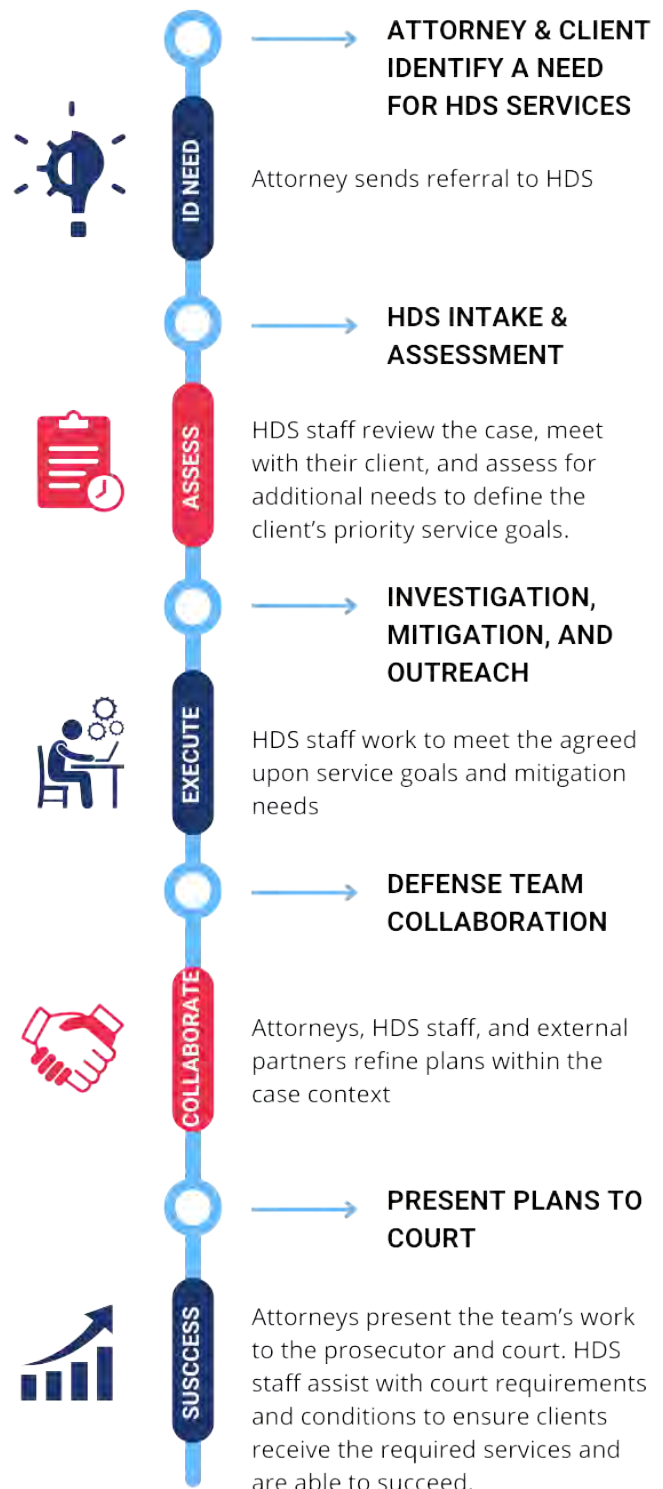 ATTORNEY & CLIENT
IDENTIFY A NEED
FOR HDS SERVICES
ID NEED
Attorney sends referral to HDS
HDS INTAKE &
ASSESSMENT
ASSESS
HDS staff review the case, meet
with their client, and assess for
additional needs to define the
client’s priority service goals.
INVESTIGATION,
MITIGATION, AND
OUTREACH
EXECUTE
HDS staff work to meet the agreed
upon service goals and mitigation
needs
DEFENSE TEAM
COLLABORATION
COLLABORATE
Attorneys, HDS staff, and external
partners refine plans within the
case context
PRESENT PLANS TO
COURT
SUSCCESS
Attorneys present the team’s work
to the prosecutor and court. HDS
staff assist with court requirements
and conditions to ensure clients
receive the required services and
are able to succeed.